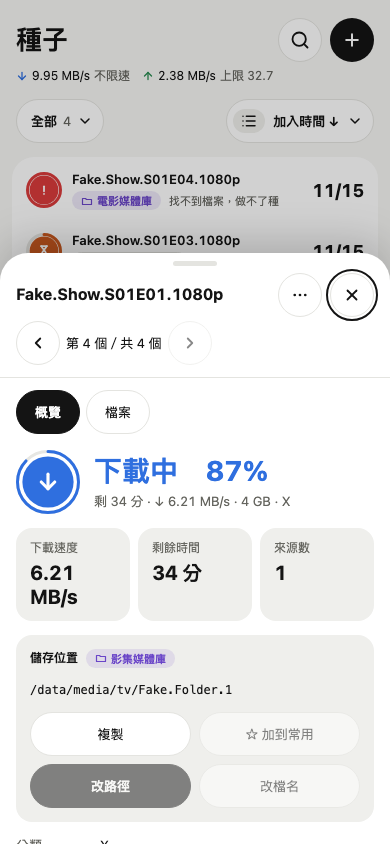 種子
9.95 MB/s 不限速 2.38 MB/s 上限 32.7
全部 4
加入時間
Fake.Show.S01E04.1080p
電影媒體庫 找不到檔案，做不了種
11/15
Fake.Show.S01E03.1080p
11/15
Fake.Show.S01E01.1080p
第 4 個 / 共 4 個
概覽
檔案
下載中 87%
剩 34 分 · ↓ 6.21 MB/s · 4 GB · X
下載速度
6.21
MB/s
剩餘時間
34 分
來源數
1
儲存位置 影集媒體庫
/data/media/tv/Fake.Folder.1
複製
☆ 加到常用
改路徑
改檔名